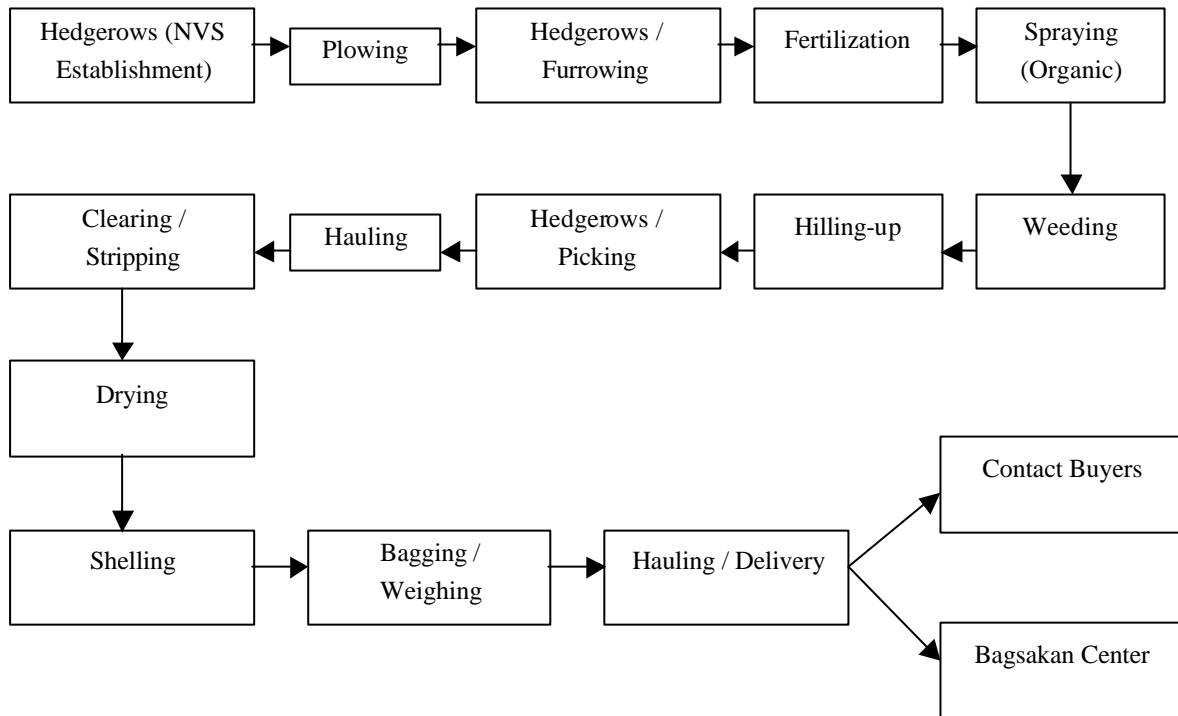 Hedgerows (NVS
Establishment)
Plowing
Hedgerows /
Furrowing
Fertilization
Spraying
(Organic)
Clearing /
Stripping
Hauling
Hedgerows /
Picking
Hilling-up
Weeding
Drying
Contact Buyers
Shelling
Bagging /
Weighing
Hauling / Delivery
Bagsakan Center